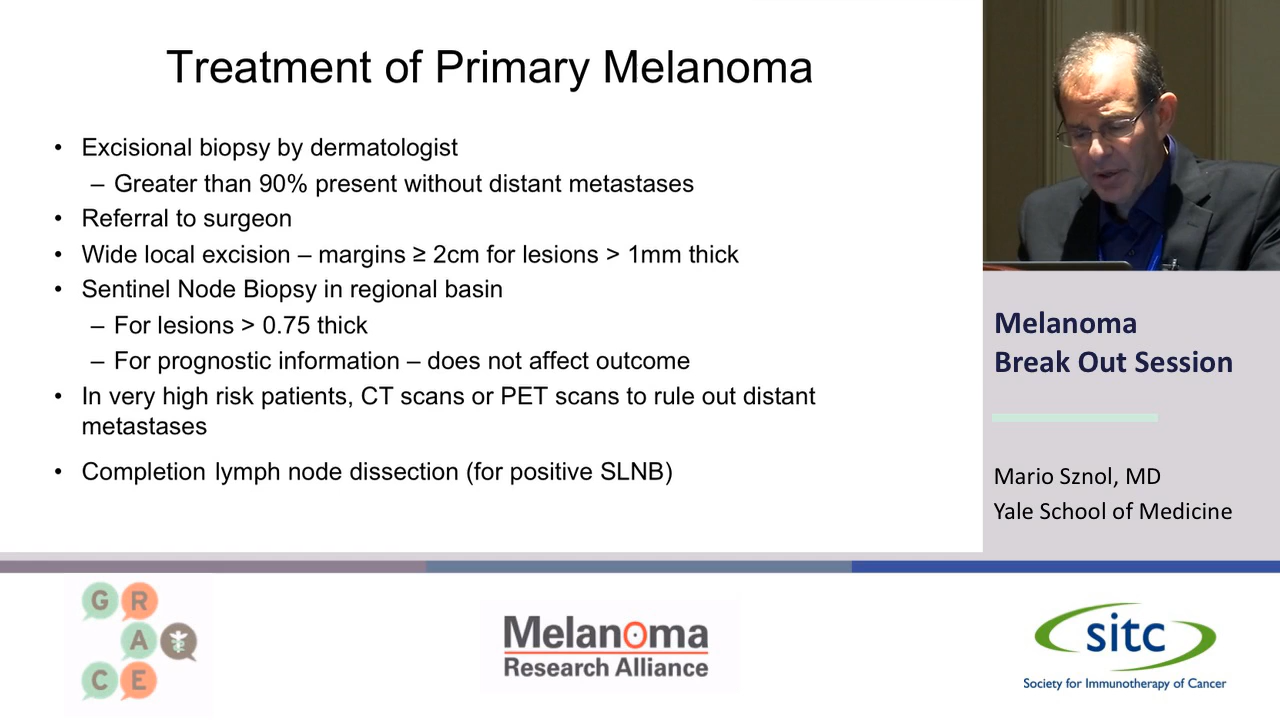 Treatment of Primary Melanoma
• Excisional biopsy by dermatologist
– Greater than 90% present without distant metastases
• Referral to surgeon
• Wide local excision – margins ≥ 2cm for lesions > 1mm thick
• Sentinel Node Biopsy in regional basin
– For lesions > 0.75 thick
– For prognostic information – does not affect outcome
• In very high risk patients, CT scans or PET scans to rule out distant
metastases
• Completion lymph node dissection (for positive SLNB)
Melanoma
Break Out Session
Mario Sznol, MD
Yale School of Medicine
G R
A
C E
Melanoma
Research Alliance
sitc
Society for Immunotherapy of Cancer